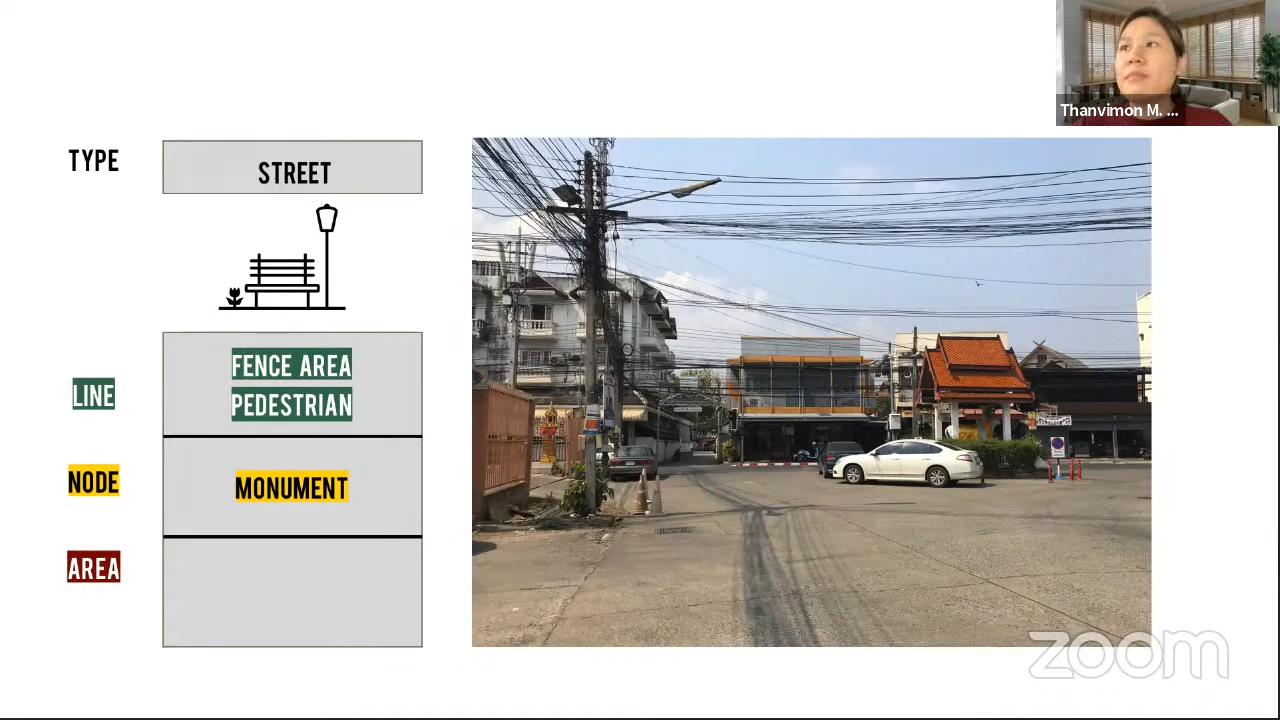 Thanvimon M. ...
TYPE
STREET
LINE
FENCE AREA
PEDESTRIAN
NODE
MONUMENT
AREA
zoom